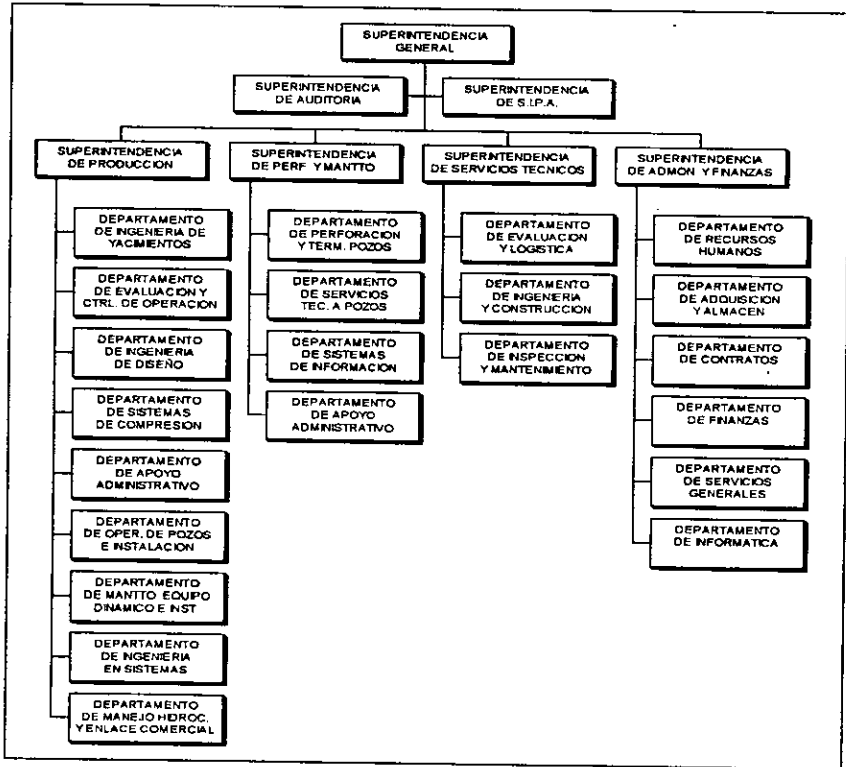 SUPERINTENDENCIA
GENERAL
SUPERINTENDENCIA
DE AUDITORIA
SUPERINTENDENCIA
DE S.I.P.A.
SUPERINTENDENCIA
DE PRODUCCION
SUPERINTENDENCIA
DE PERF Y MANTTO
SUPERINTENDENCIA
DE SERVICIOS TECNICOS
SUPERINTENDENCIA
DE ADMON Y FINANZAS
DEPARTAMENTO
DE INGENIERIA DE
YACIMIENTOS
DEPARTAMENTO
DE EVALUACION Y
CTRL. DE OPERACION
DEPARTAMENTO
DE INGENIERIA
DE DISEÑO
DEPARTAMENTO
DE SISTEMAS
DE COMPRESION
DEPARTAMENTO
DE APOYO
ADMINISTRATIVO
DEPARTAMENTO
DE OPER. DE POZOS
E INSTALACION
DEPARTAMENTO
DE MANTTO EQUIPO
DINAMICO E INST
DEPARTAMENTO
DE INGENIERIA
EN SISTEMAS
DEPARTAMENTO
DE MANEJO HIDROC.
Y ENLACE COMERCIAL
DEPARTAMENTO
DE PERFORACION
Y TERM. POZOS
DEPARTAMENTO
DE SERVICIOS
TEC. A POZOS
DEPARTAMENTO
DE SISTEMAS
DE INFORMACION
DEPARTAMENTO
DE APOYO
ADMINISTRATIVO
DEPARTAMENTO
DE EVALUACION
Y LOGISTICA
DEPARTAMENTO
DE INGENIERIA
Y CONSTRUCCION
DEPARTAMENTO
DE INSPECCION
Y MANTENIMIENTO
DEPARTAMENTO
DE RECURSOS
HUMANOS
DEPARTAMENTO
DE ADQUISICION
Y ALMACEN
DEPARTAMENTO
DE CONTRATOS
DEPARTAMENTO
DE FINANZAS
DEPARTAMENTO
DE SERVICIOS
GENERALES
DEPARTAMENTO
DE INFORMATICA